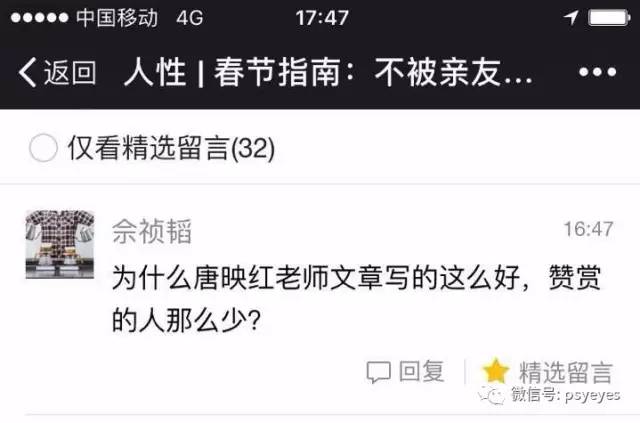 中国移动 4G 17:47
返回 人性 | 春节指南：不被亲友...
仅看精选留言(32)
佘祯韬 16:47
为什么唐映红老师文章写的这么好，赞赏
的人那么少？
回复 精选留言
微信号: psyeyes